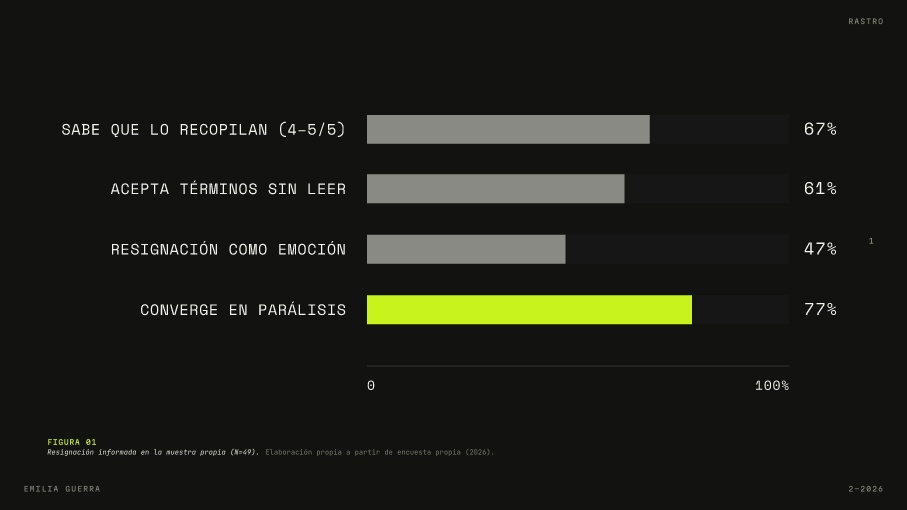 RASTRO
SABE QUE LO RECOPILAN (4–5/5) 67%
ACEPTA TÉRMINOS SIN LEER 61%
RESIGNACIÓN COMO EMOCIÓN 47%
1
CONVERGE EN PARÁLISIS 77%
0 100%
FIGURA 01
Resignación informada en la muestra propia (N=49). Elaboración propia a partir de encuesta propia (2026).
EMILIA GUERRA 2–2026